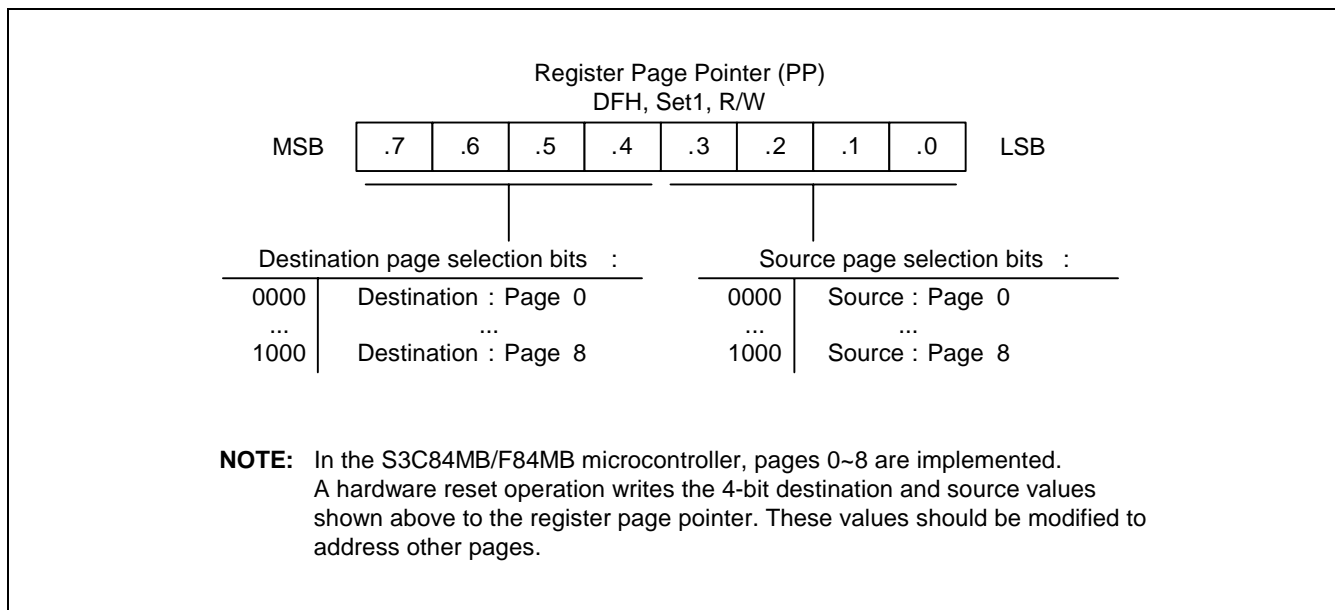 Register Page Pointer (PP)
DFH, Set1, R/W
MSB .7 .6 .5 .4 .3 .2 .1 .0 LSB
Destination page selection bits :
0000 Destination : Page 0
... ...
1000 Destination : Page 8
Source page selection bits :
0000 Source : Page 0
... ...
1000 Source : Page 8
NOTE: In the S3C84MB/F84MB microcontroller, pages 0~8 are implemented.
A hardware reset operation writes the 4-bit destination and source values
shown above to the register page pointer. These values should be modified to
address other pages.